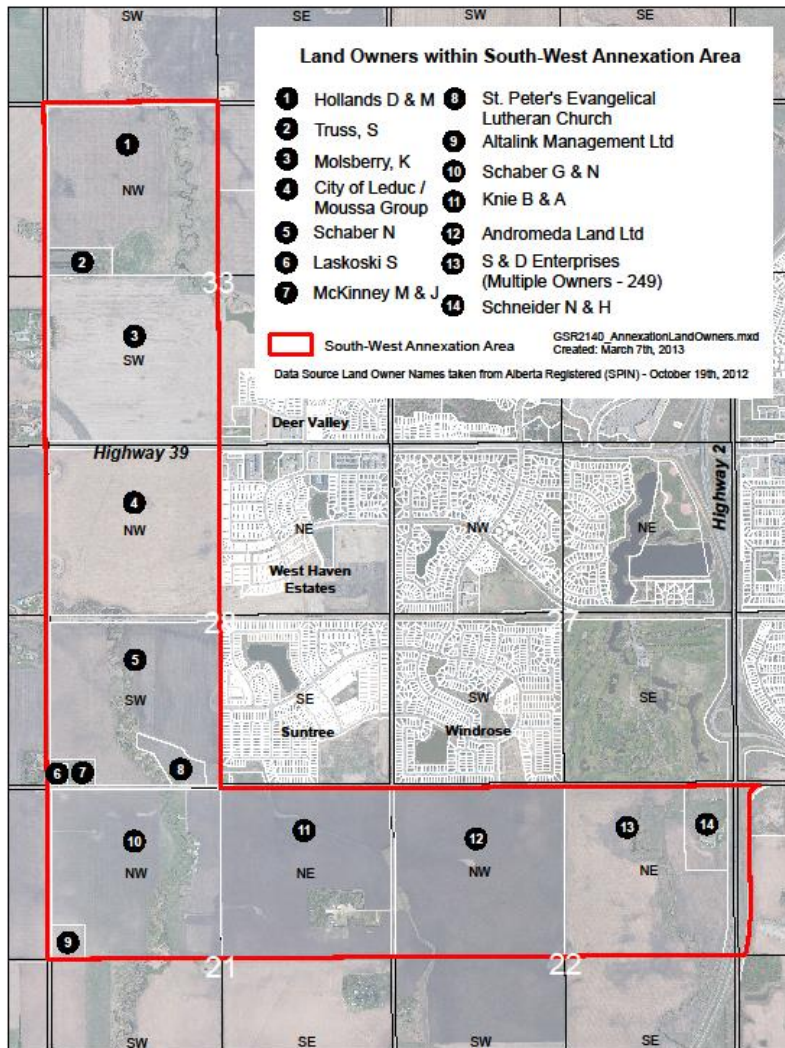 SW
SE
SW
SE
Land Owners within South-West Annexation Area
1 Hollands D & M
2 Truss, S
3 Molsberry, K
4 City of Leduc /
Moussa Group
5 Schaber N
6 Laskoski S
7 McKinney M & J
8 St. Peter's Evangelical
Lutheran Church
9 Altalink Management Ltd
10 Schaber G & N
11 Knie B & A
12 Andromeda Land Ltd
13 S & D Enterprises
(Multiple Owners - 249)
14 Schneider N & H
South-West Annexation Area
GSR2140_AnnexationLandOwners.mxd
Created: March 7th, 2013
Data Source Land Owner Names taken from Alberta Registered (SPIN) - October 19th, 2012
1
NW
2
33
3
SW
Deer Valley
Highway 39
Highway 2
4
NW
NE
NW
NE
West Haven
Estates
28
27
5
SW
SE
SW
SE
Suntree
Windrose
6
7
8
10
NW
11
NE
12
NW
13
NE
14
9
21
22
SW
SE
SW
SE